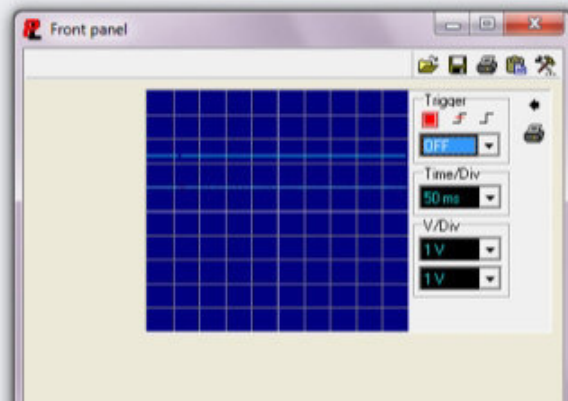 Front panel
Trigger
OFF
Time/Div
50 ms
V/Div
1 V
1 V